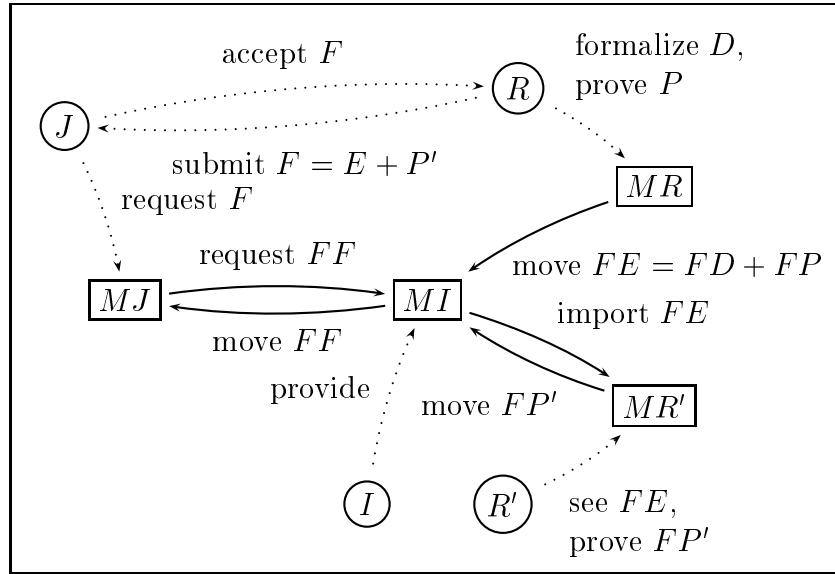 accept F
formalize D,
prove P
R
J
submit F = E + P′
request F
MR
request FF
move FE = FD + FP
MJ
MI
import FE
move FF
provide
move FP′
MR′
I
R′
see FE,
prove FP′